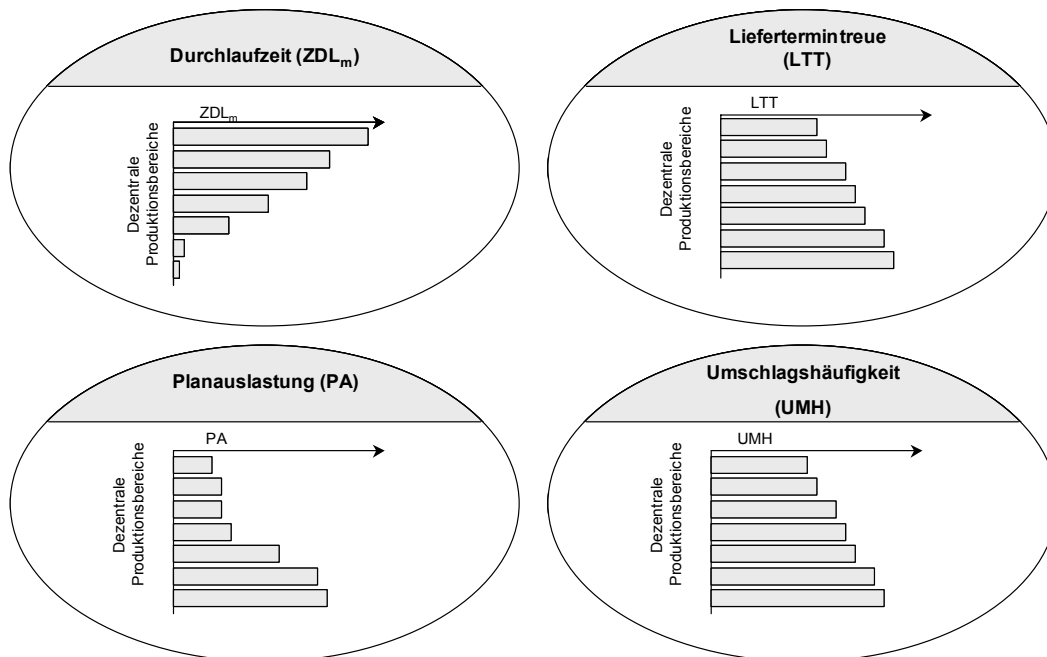 Durchlaufzeit (ZDLm)
ZDLm
Dezentrale
Produktionsbereiche
Liefertermintreue
(LTT)
LTT
Dezentrale
Produktionsbereiche
Planauslastung (PA)
PA
Dezentrale
Produktionsbereiche
Umschlagshäufigkeit
(UMH)
UMH
Dezentrale
Produktionsbereiche